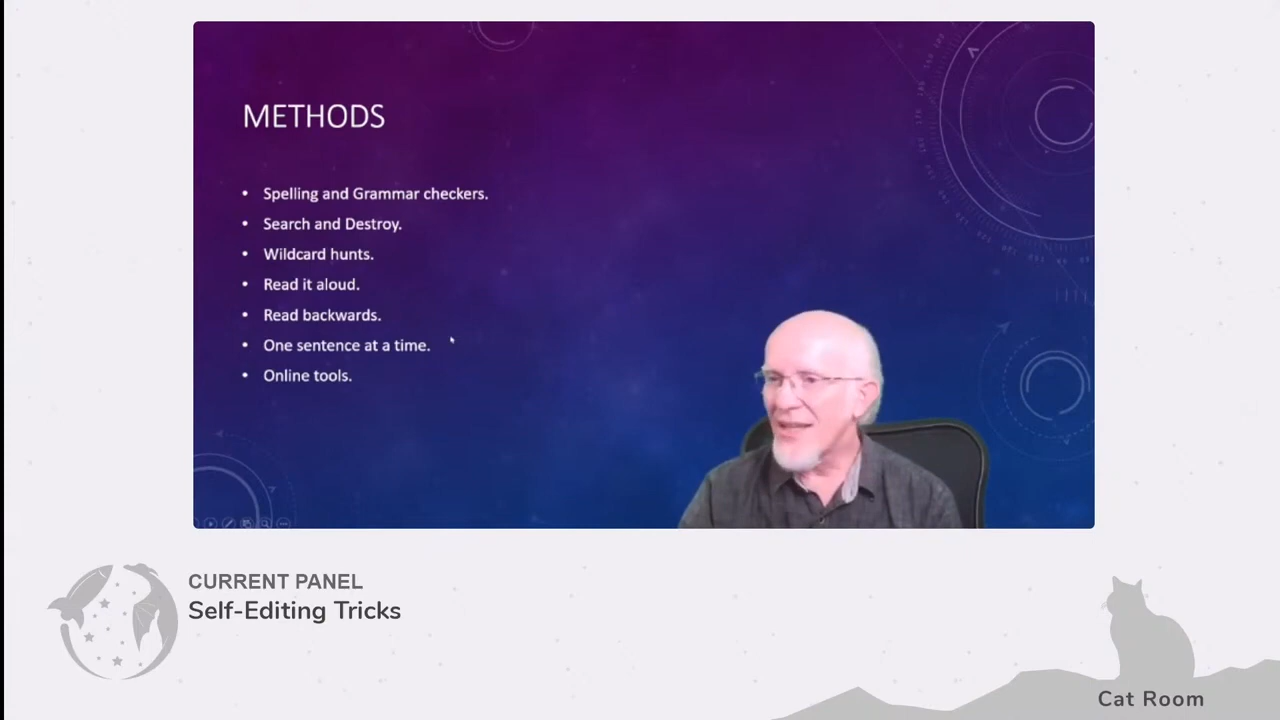 METHODS
• Spelling and Grammar checkers.
• Search and Destroy.
• Wildcard hunts.
• Read it aloud.
• Read backwards.
• One sentence at a time.
• Online tools.
CURRENT PANEL
Self-Editing Tricks
Cat Room